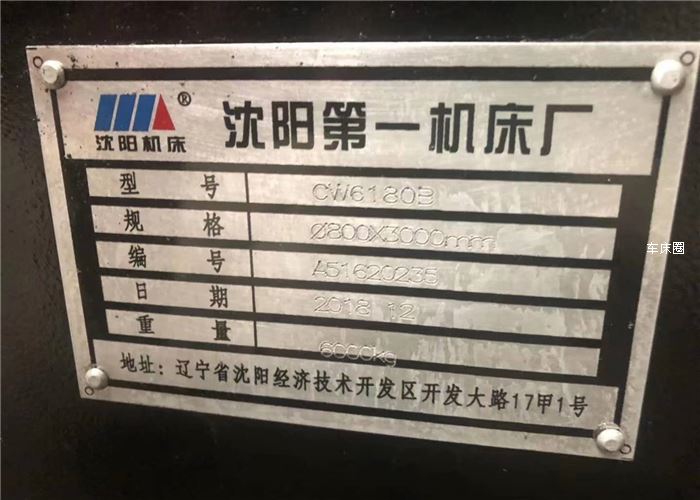 沈阳机床® 沈阳第一机床厂
型号 CW6180B
规格 Ø800X3000mm
编号 A51620235
日期 2018.12
重量 6000kg
地址：辽宁省沈阳经济技术开发区开发大路17甲1号
车床圈